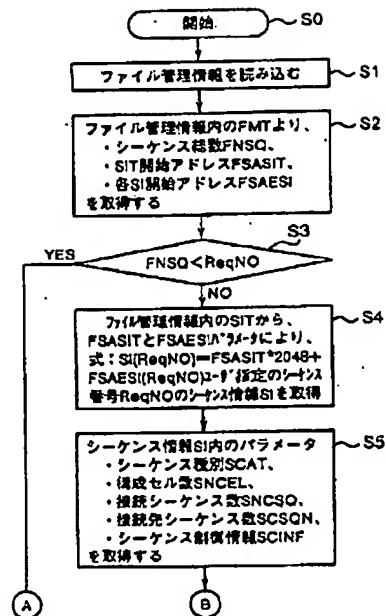 開始
S0
ファイル管理情報を読み込む
S1
ファイル管理情報内のFMTより、
・シーケンス総数FNSQ、
・SIT開始アドレスFSASIT、
・各SI開始アドレスFSAESI
を取得する
S2
S3
YES
FNSQ<ReqNO
NO
ファイル管理情報内のSITから、
FSASITとFSAESIパラメータにより、
式：SI(ReqNO)=FSASIT*2048+
FSAESI(ReqNO)ユーザ指定のシーケンス
番号ReqNOのシーケンス情報SIを取得
S4
シーケンス情報SI内のパラメータ
・シーケンス種別SCAT、
・構成セル数SNCEL、
・接続シーケンス数SNCSQ、
・接続先シーケンス数SCSQN、
・シーケンス制御情報SCINF
を取得する
S5
A
B